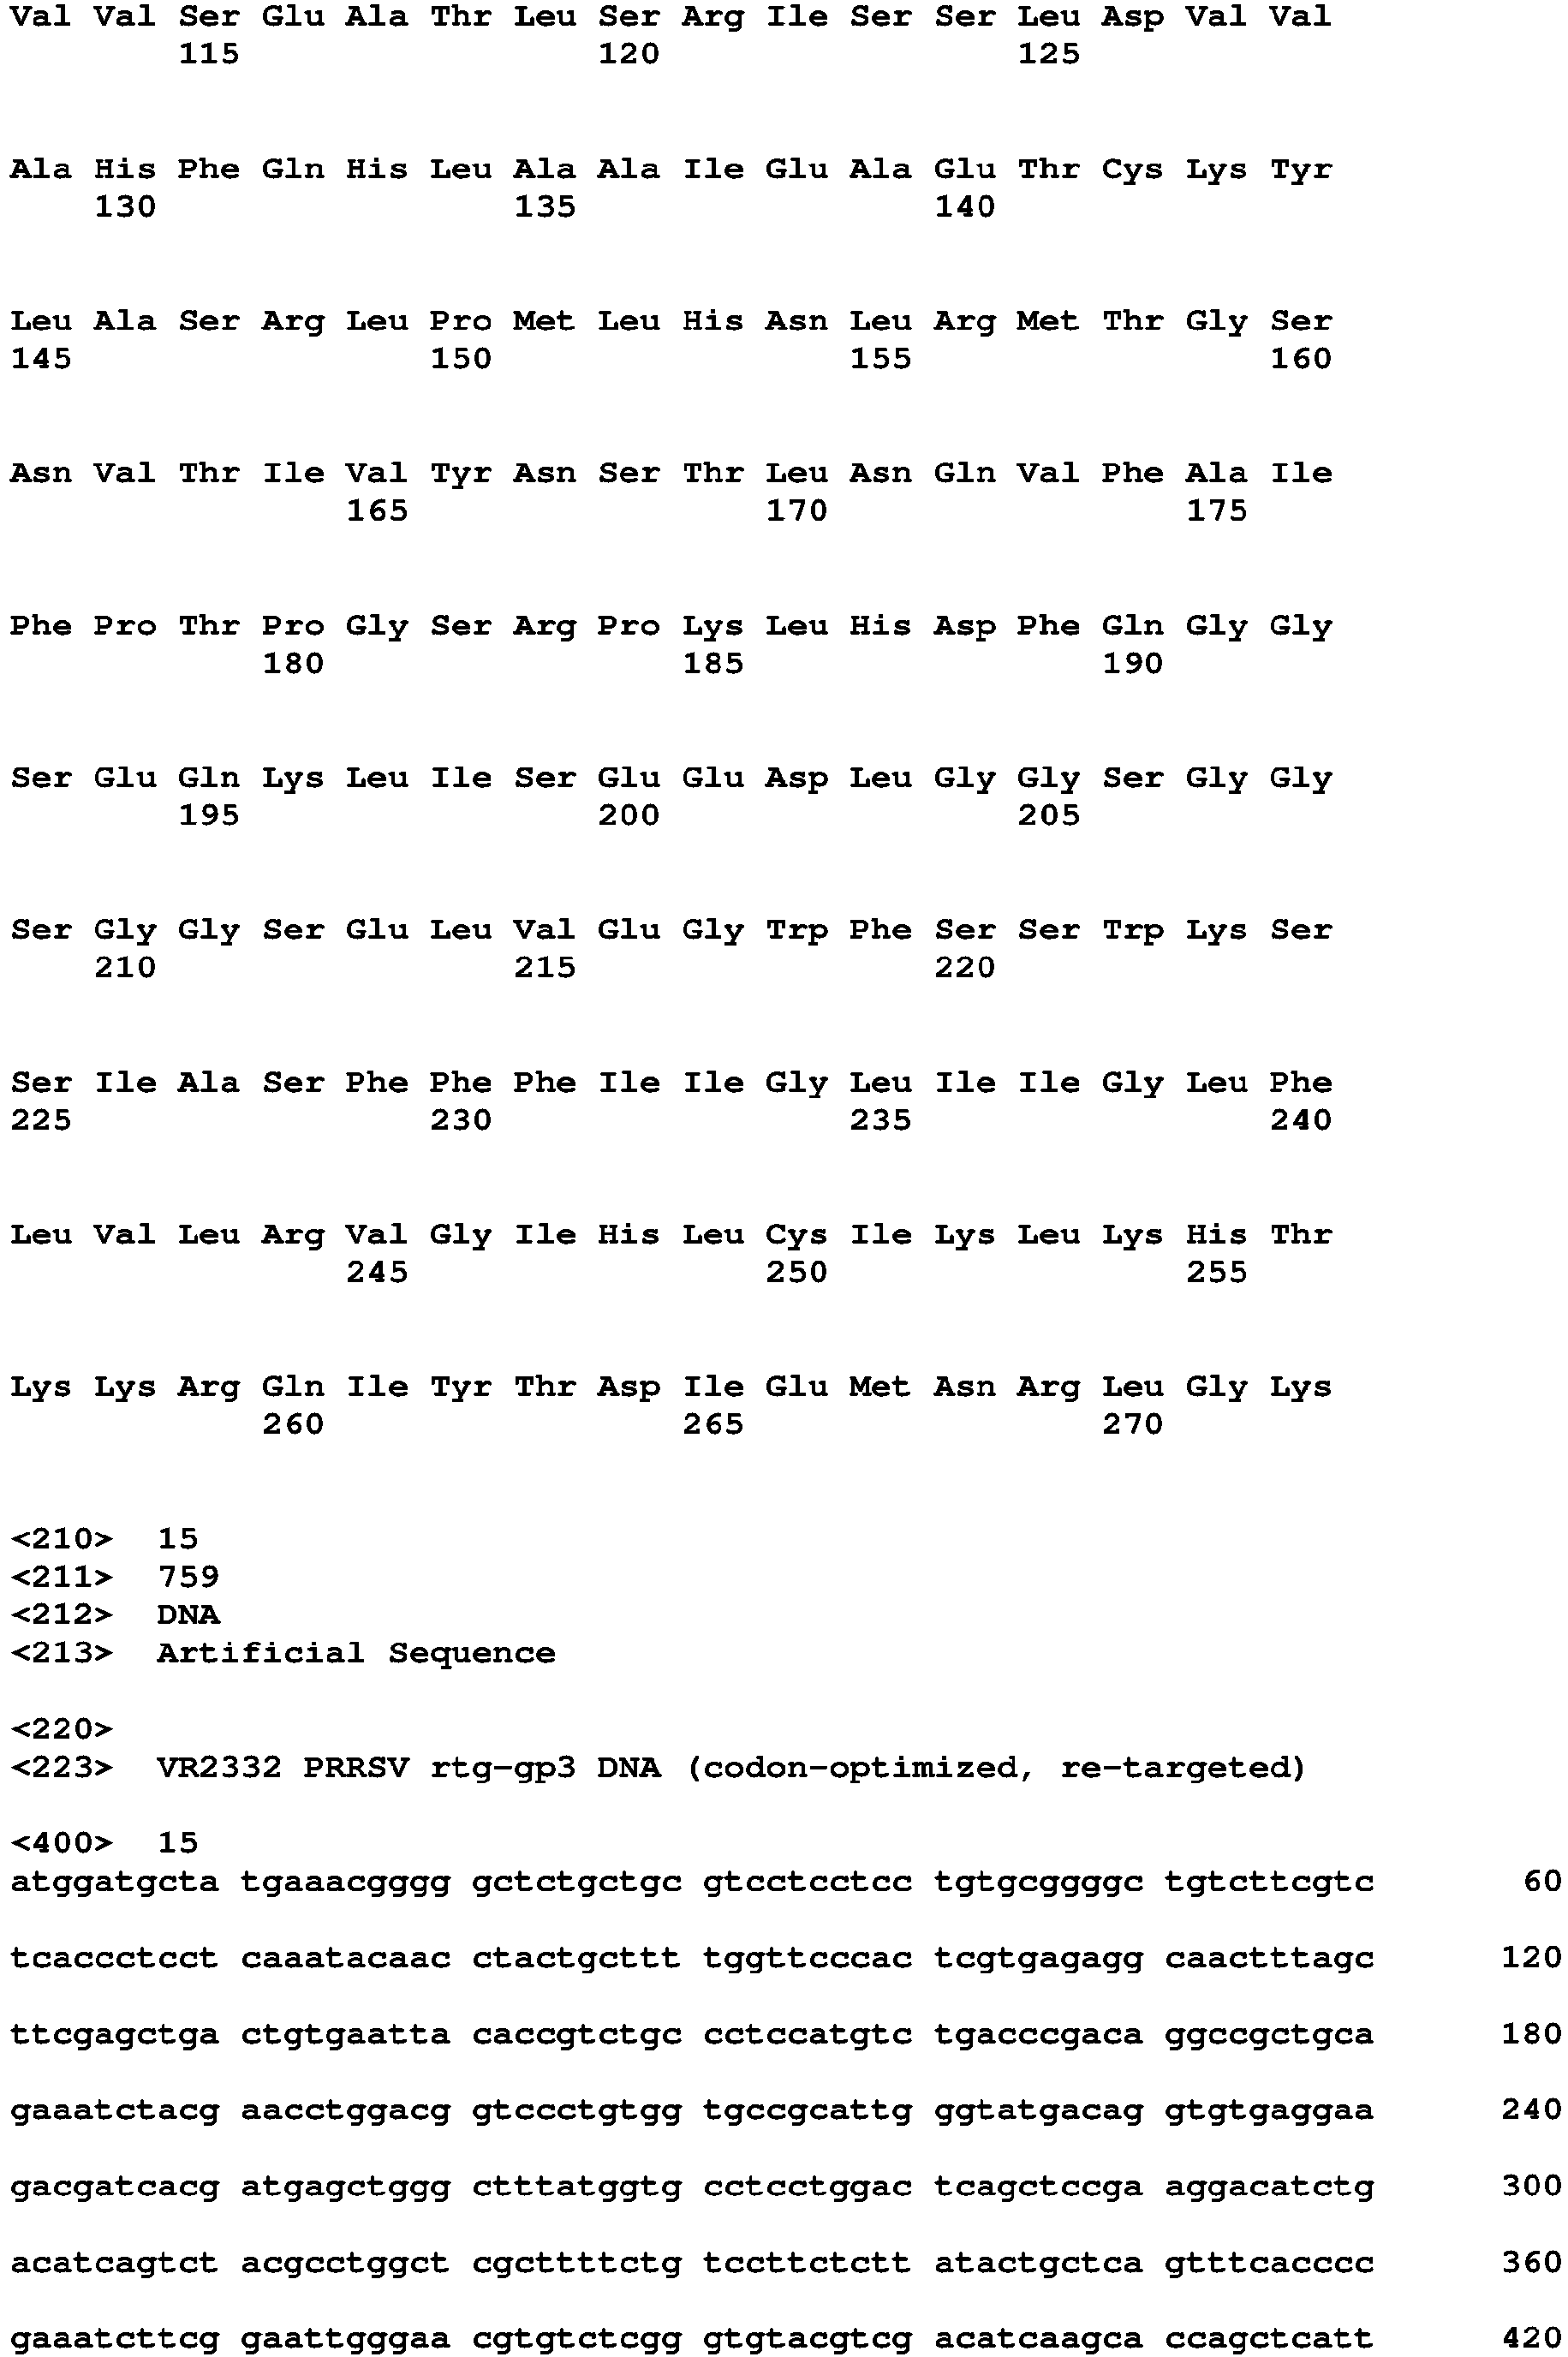 Val Val Ser Glu Ala Thr Leu Ser Arg Ile Ser Ser Leu Asp Val Val
115 120 125
Ala His Phe Gln His Leu Ala Ala Ile Glu Ala Glu Thr Cys Lys Tyr
130 135 140
Leu Ala Ser Arg Leu Pro Met Leu His Asn Leu Arg Met Thr Gly Ser
145 150 155 160
Asn Val Thr Ile Val Tyr Asn Ser Thr Leu Asn Gln Val Phe Ala Ile
165 170 175
Phe Pro Thr Pro Gly Ser Arg Pro Lys Leu His Asp Phe Gln Gly Gly
180 185 190
Ser Glu Gln Lys Leu Ile Ser Glu Glu Asp Leu Gly Gly Ser Gly Gly
195 200 205
Ser Gly Gly Ser Glu Leu Val Glu Gly Trp Phe Ser Ser Trp Lys Ser
210 215 220
Ser Ile Ala Ser Phe Phe Phe Ile Ile Gly Leu Ile Ile Gly Leu Phe
225 230 235 240
Leu Val Leu Arg Val Gly Ile His Leu Cys Ile Lys Leu Lys His Thr
245 250 255
Lys Lys Arg Gln Ile Tyr Thr Asp Ile Glu Met Asn Arg Leu Gly Lys
260 265 270
<210> 15
<211> 759
<212> DNA
<213> Artificial Sequence
<220>
<223> VR2332 PRRSV rtg-gp3 DNA (codon-optimized, re-targeted)
<400> 15
atggatgcta tgaaacgggg gctctgctgc gtcctcctcc tgtgcggggc tgtcttcgtc 60
tcaccctcct caaatacaac ctactgcttt tggttcccac tcgtgagagg caactttagc 120
ttcgagctga ctgtgaatta caccgtctgc cctccatgtc tgacccgaca ggccgctgca 180
gaaatctacg aacctggacg gtccctgtgg tgccgcattg ggtatgacag gtgtgaggaa 240
gacgatcacg atgagctggg ctttatggtg cctcctggac tcagctccga aggacatctg 300
acatcagtct acgcctggct cgcttttctg tccttctctt atactgctca gtttcacccc 360
gaaatcttcg gaattgggaa cgtgtctcgg gtgtacgtcg acatcaagca ccagctcatt 420